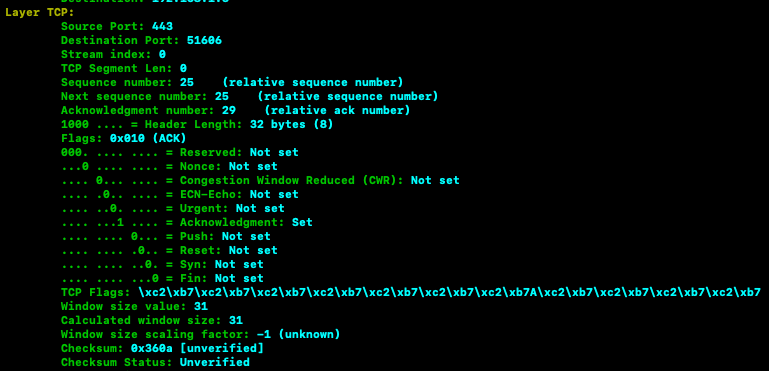 Layer TCP:
Source Port: 443
Destination Port: 51606
Stream index: 0
TCP Segment Len: 0
Sequence number: 25    (relative sequence number)
Next sequence number: 25    (relative sequence number)
Acknowledgment number: 29    (relative ack number)
1000 .... = Header Length: 32 bytes (8)
Flags: 0x010 (ACK)
000. .... .... = Reserved: Not set
...0 .... .... = Nonce: Not set
.... 0... .... = Congestion Window Reduced (CWR): Not set
.... .0.. .... = ECN-Echo: Not set
.... ..0. .... = Urgent: Not set
.... ...1 .... = Acknowledgment: Set
.... .... 0... = Push: Not set
.... .... .0.. = Reset: Not set
.... .... ..0. = Syn: Not set
.... .... ...0 = Fin: Not set
TCP Flags: \xc2\xb7\xc2\xb7\xc2\xb7\xc2\xb7\xc2\xb7\xc2\xb7\xc2\xb7A\xc2\xb7\xc2\xb7\xc2\xb7\xc2\xb7
Window size value: 31
Calculated window size: 31
Window size scaling factor: -1 (unknown)
Checksum: 0x360a [unverified]
Checksum Status: Unverified